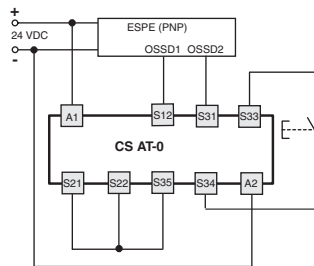 +
24 VDC
-
ESPE (PNP)
OSSD1 OSSD2
A1 S12 S31 S33
CS AT-0
S21 S22 S35 S34 A2